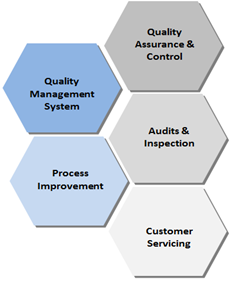 Quality
Assurance &
Control
Quality
Management
System
Audits &
Inspection
Process
Improvement
Customer
Servicing